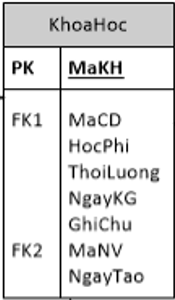 KhoaHoc
PK MaKH
FK1 MaCD
HocPhi
ThoiLuong
NgayKG
GhiChu
FK2 MaNV
NgayTao